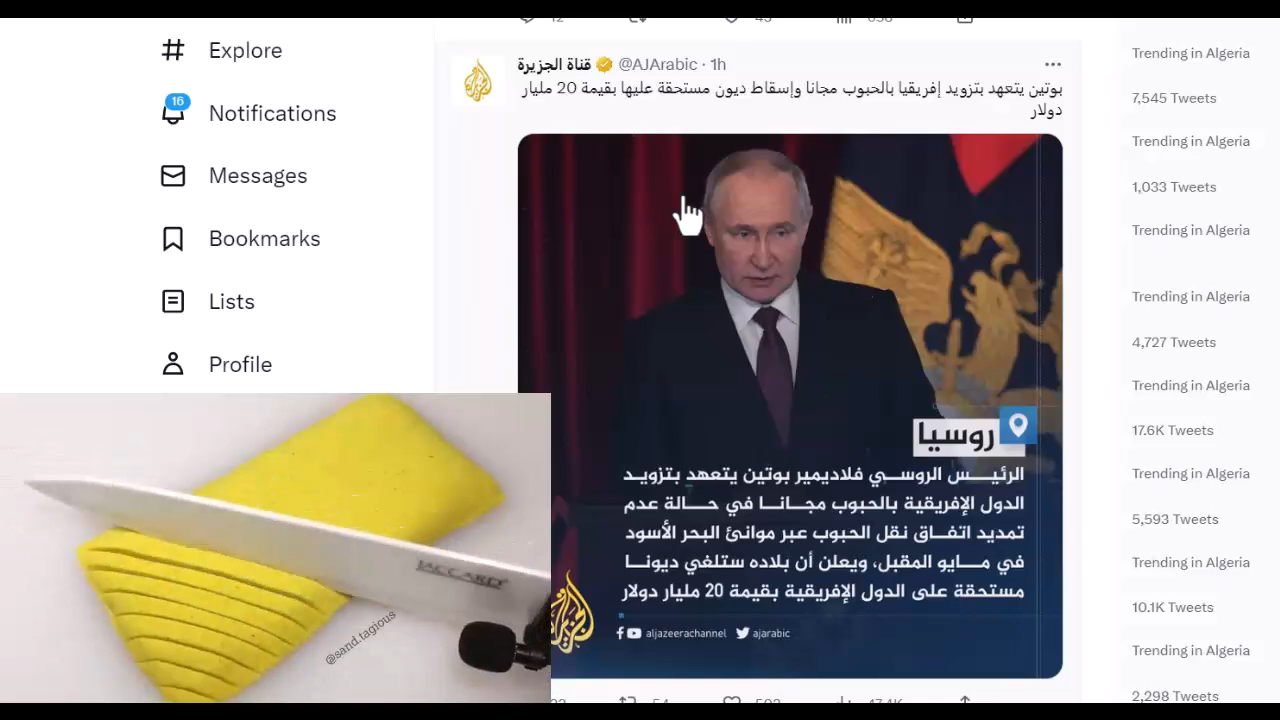 Explore
16
Notifications
Messages
Bookmarks
Lists
Profile
قناة الجزيرة @AJArabic · 1h
بوتين يتعهد بتزويد إفريقيا بالحبوب مجانا وإسقاط ديون مستحقة عليها بقيمة 20 مليار
دولار
روسيا
الرئيس الروسي فلاديمير بوتين يتعهد بتزويد
الدول الإفريقية بالحبوب مجانا في حالة عدم
تمديد اتفاق نقل الحبوب عبر موانئ البحر الأسود
في مايو المقبل، ويعلن أن بلاده ستلغي ديونا
مستحقة على الدول الإفريقية بقيمة 20 مليار دولار
aljazeerachannel ajarabic
الجزيرة
JACCARD
@sand.tagious
Trending in Algeria
7,545 Tweets
Trending in Algeria
1,033 Tweets
Trending in Algeria
Trending in Algeria
4,727 Tweets
Trending in Algeria
17.6K Tweets
Trending in Algeria
5,593 Tweets
Trending in Algeria
10.1K Tweets
Trending in Algeria
2,298 Tweets